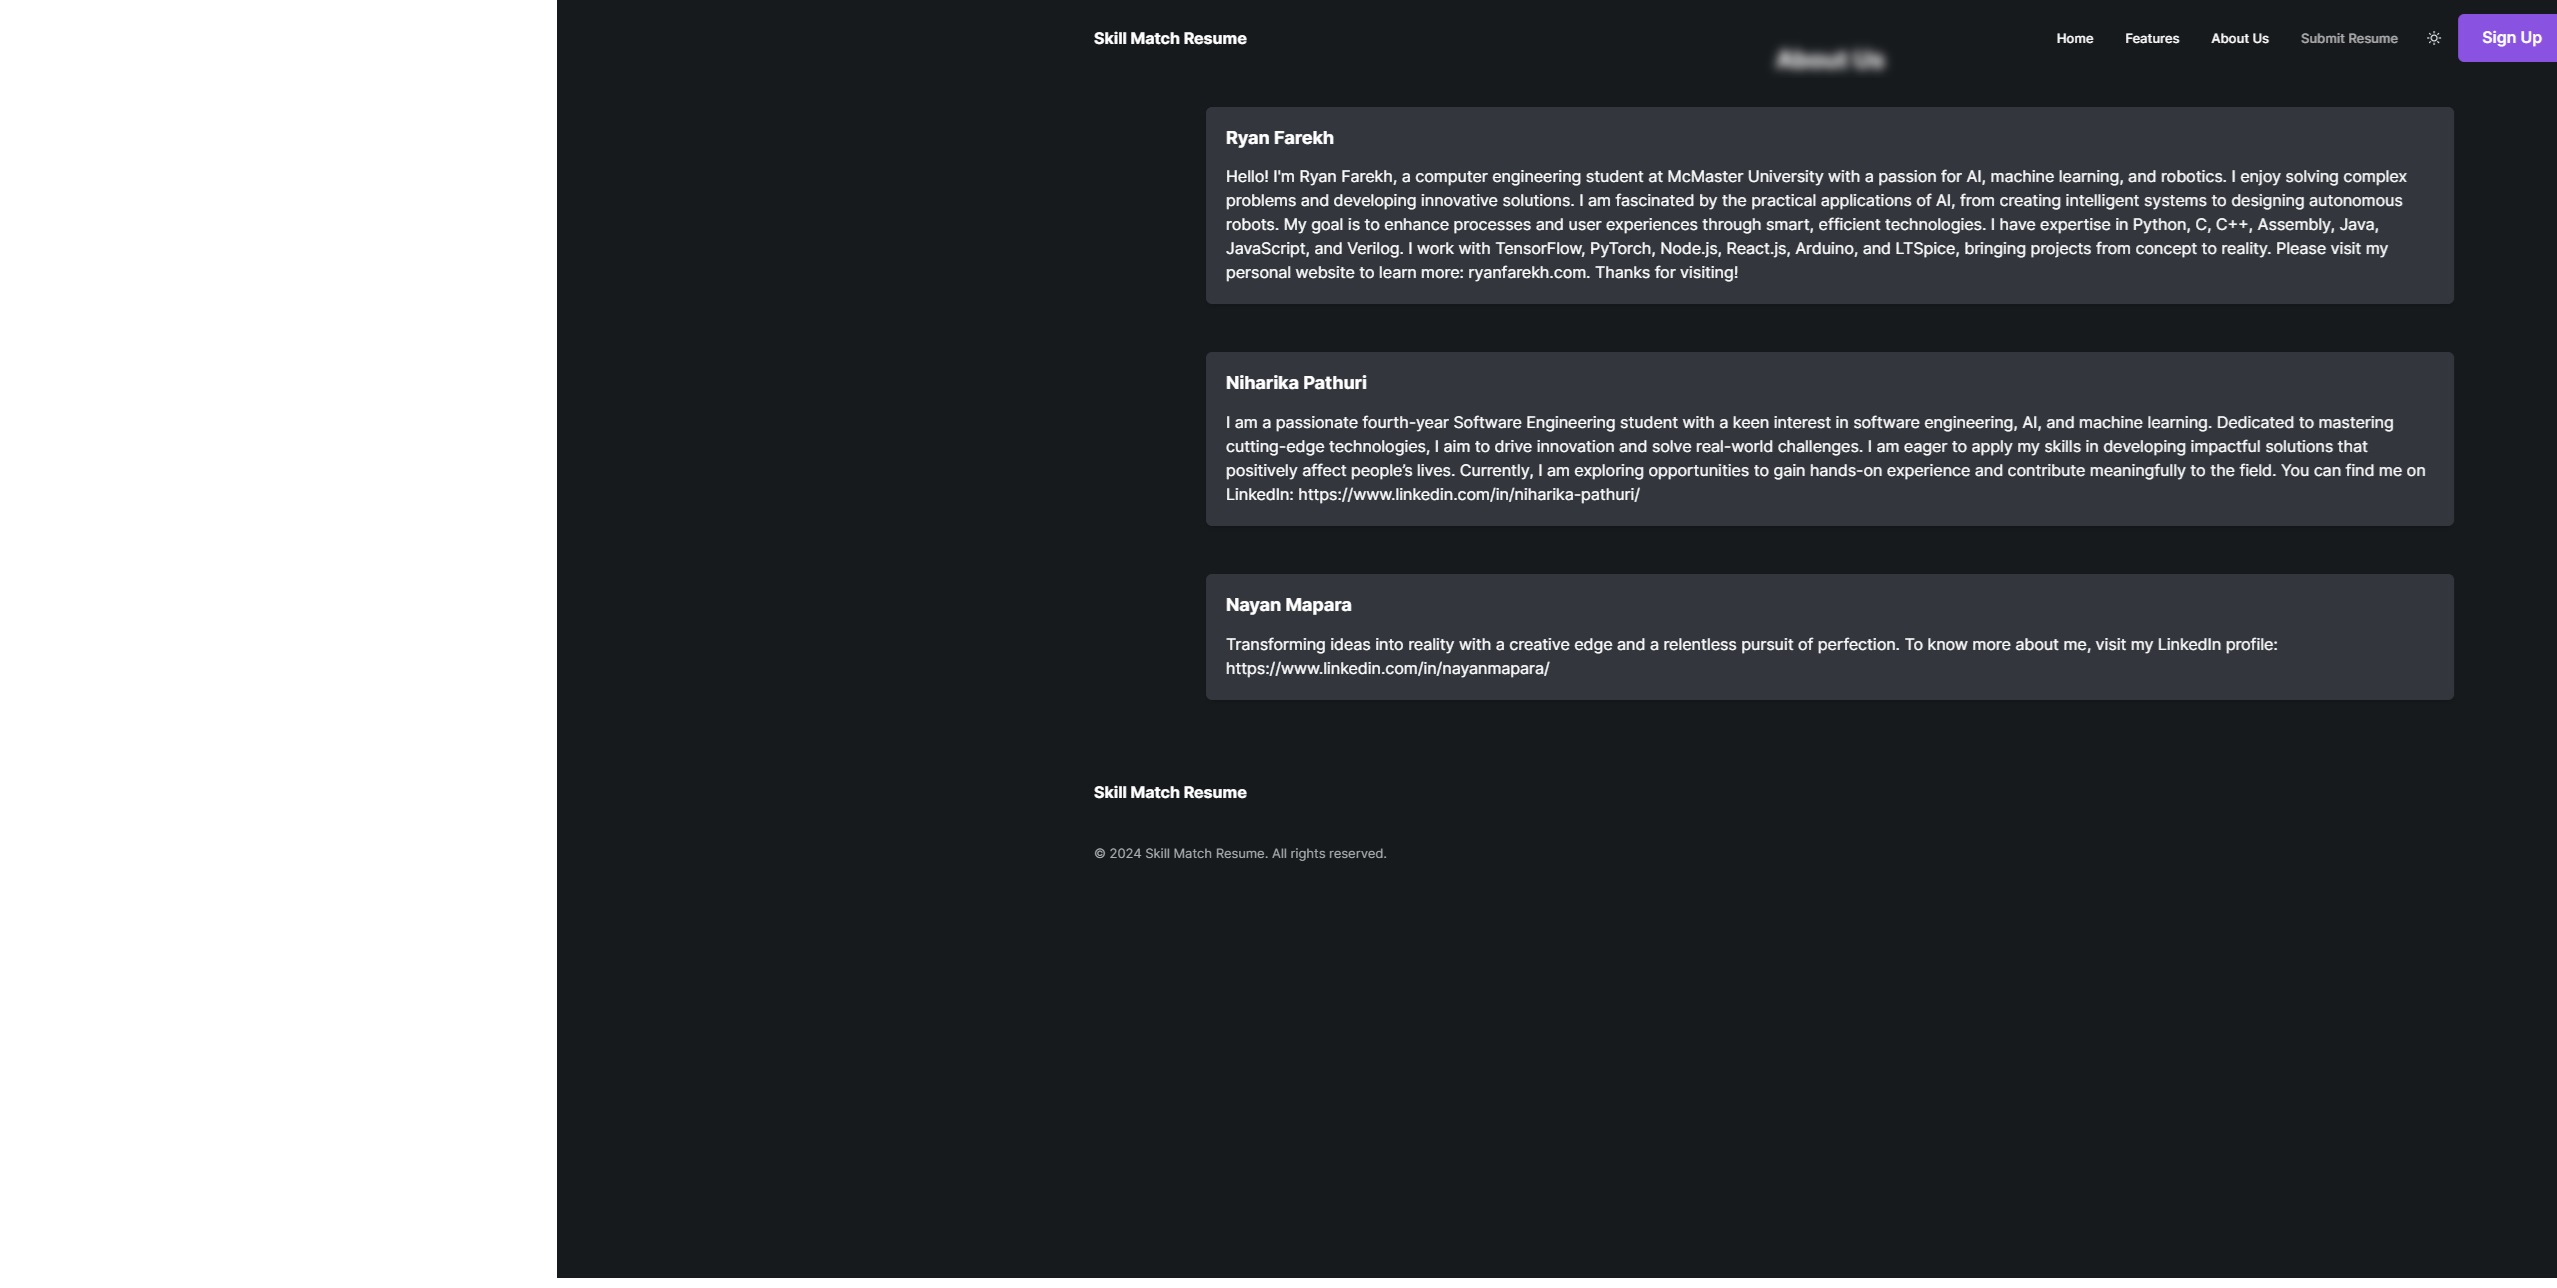 Skill Match Resume
Home
Features
About Us
Submit Resume
Sign Up
About Us
Ryan Farekh
Hello! I'm Ryan Farekh, a computer engineering student at McMaster University with a passion for AI, machine learning, and robotics. I enjoy solving complex
problems and developing innovative solutions. I am fascinated by the practical applications of AI, from creating intelligent systems to designing autonomous
robots. My goal is to enhance processes and user experiences through smart, efficient technologies. I have expertise in Python, C, C++, Assembly, Java,
JavaScript, and Verilog. I work with TensorFlow, PyTorch, Node.js, React.js, Arduino, and LTSpice, bringing projects from concept to reality. Please visit my
personal website to learn more: ryanfarekh.com. Thanks for visiting!
Niharika Pathuri
I am a passionate fourth-year Software Engineering student with a keen interest in software engineering, AI, and machine learning. Dedicated to mastering
cutting-edge technologies, I aim to drive innovation and solve real-world challenges. I am eager to apply my skills in developing impactful solutions that
positively affect people’s lives. Currently, I am exploring opportunities to gain hands-on experience and contribute meaningfully to the field. You can find me on
LinkedIn: https://www.linkedin.com/in/niharika-pathuri/
Nayan Mapara
Transforming ideas into reality with a creative edge and a relentless pursuit of perfection. To know more about me, visit my LinkedIn profile:
https://www.linkedin.com/in/nayanmapara/
Skill Match Resume
© 2024 Skill Match Resume. All rights reserved.